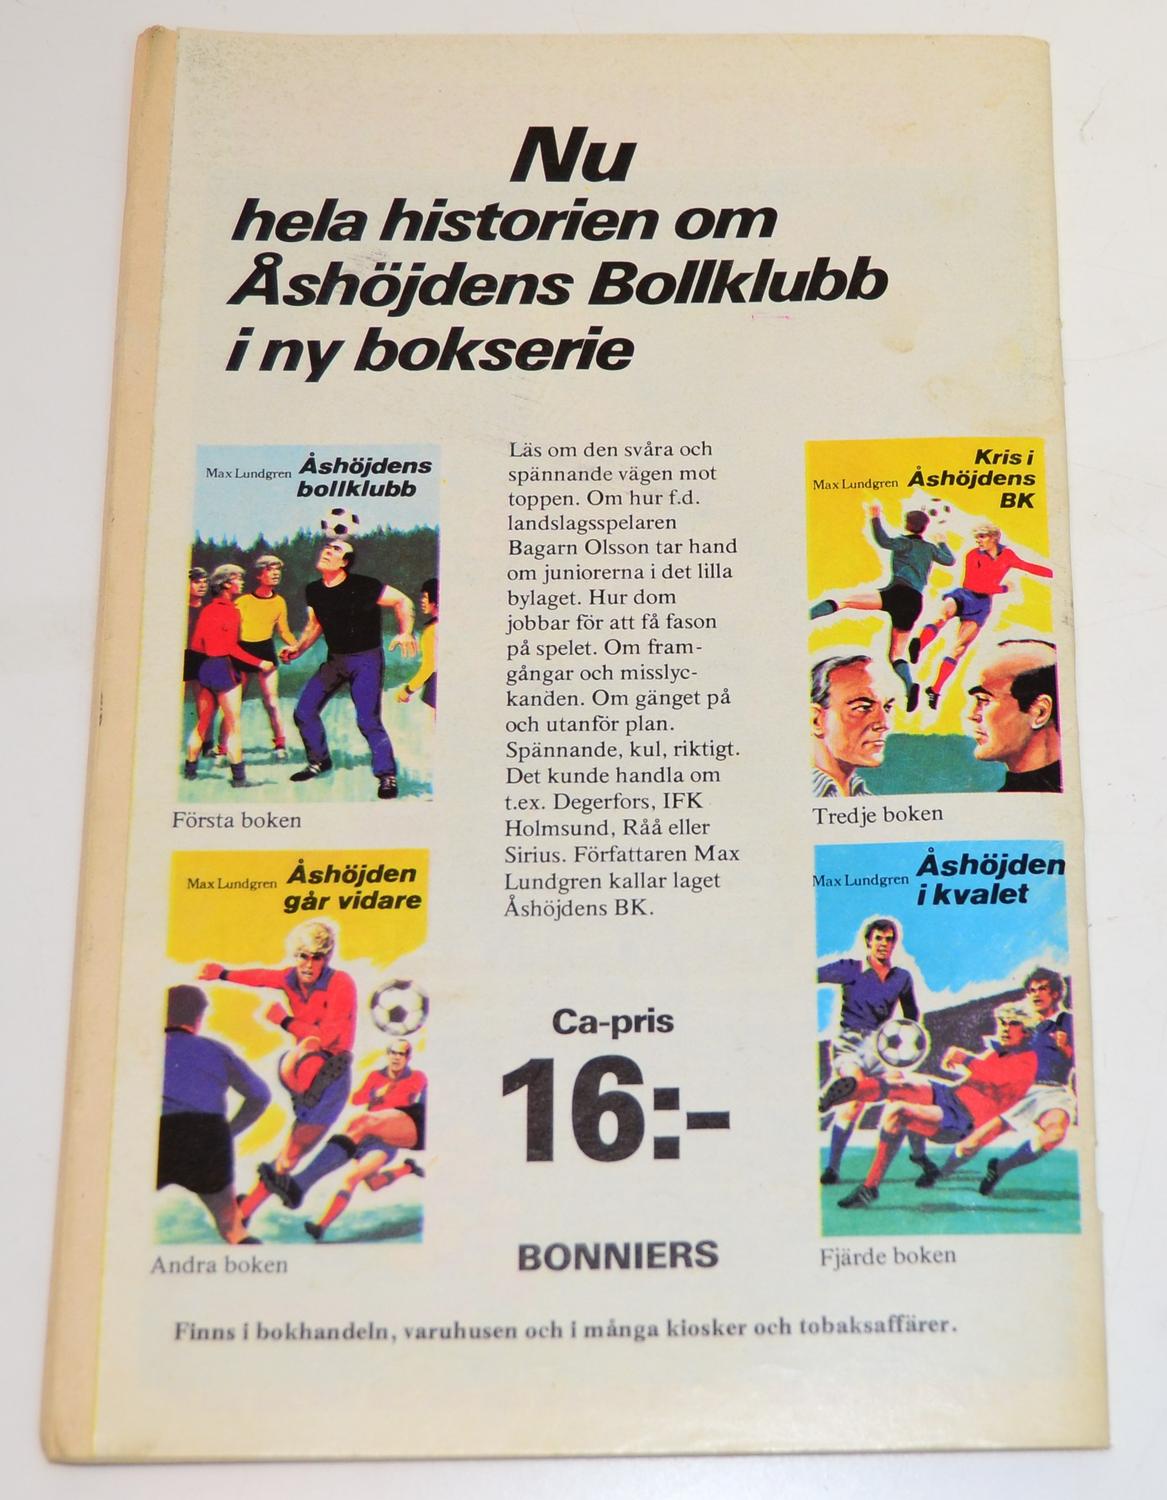 Nu
hela historien om
Åshöjdens Bollklubb
i ny bokserie
Max Lundgren Åshöjdens
bollklubb
Första boken
Max Lundgren Åshöjden
går vidare
Andra boken
Läs om den svåra och
spännande vägen mot
toppen. Om hur f.d.
landslagsspelaren
Bagarn Olsson tar hand
om juniorerna i det lilla
bylaget. Hur dom
jobbar för att få fason
på spelet. Om fram-
gångar och misslyc-
kanden. Om gänget på
och utanför plan.
Spännande, kul, riktigt.
Det kunde handla om
t.ex. Degerfors, IFK
Holmsund, Råå eller
Sirius. Författaren Max
Lundgren kallar laget
Åshöjdens BK.
Ca-pris
16:-
BONNIERS
Kris i
Max Lundgren Åshöjdens
BK
Tredje boken
Max Lundgren Åshöjden
i kvalet
Fjärde boken
Finns i bokhandeln, varuhusen och i många kiosker och tobaksaffärer.